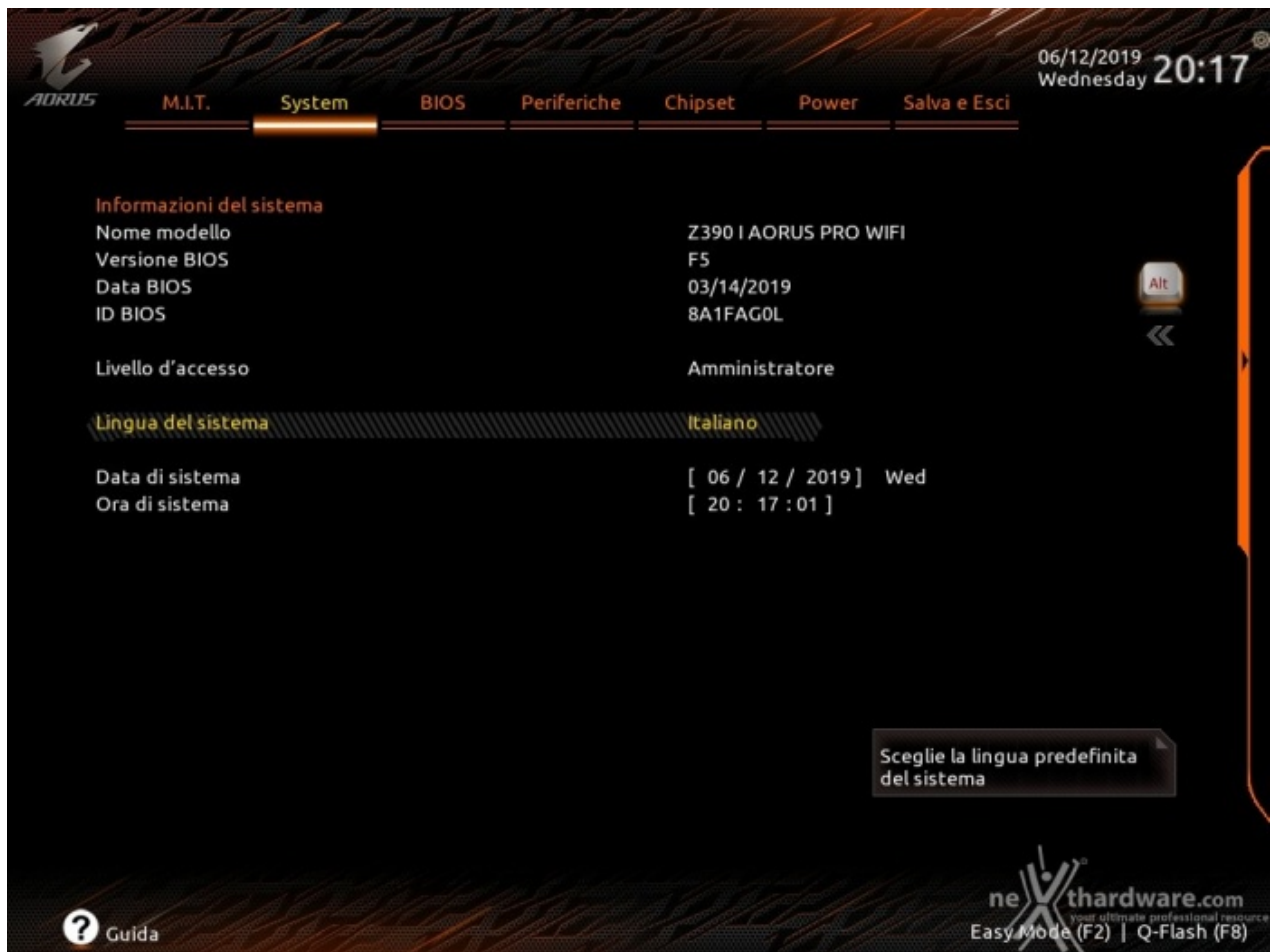 06/12/2019
Wednesday 20:17
AORUS
M.I.T. System BIOS Periferiche Chipset Power Salva e Esci
Informazioni del sistema
Nome modello Z390 I AORUS PRO WIFI
Versione BIOS F5
Data BIOS 03/14/2019
ID BIOS 8A1FAG0L
Alt
Livello d'accesso Amministratore
Lingua del sistema Italiano
Data di sistema [ 06 / 12 / 2019 ] Wed
Ora di sistema [ 20 : 17 : 01 ]
Sceglie la lingua predefinita
del sistema
nexthardware.com
your ultimate professional resource
? Guida
Easy Mode (F2) | Q-Flash (F8)